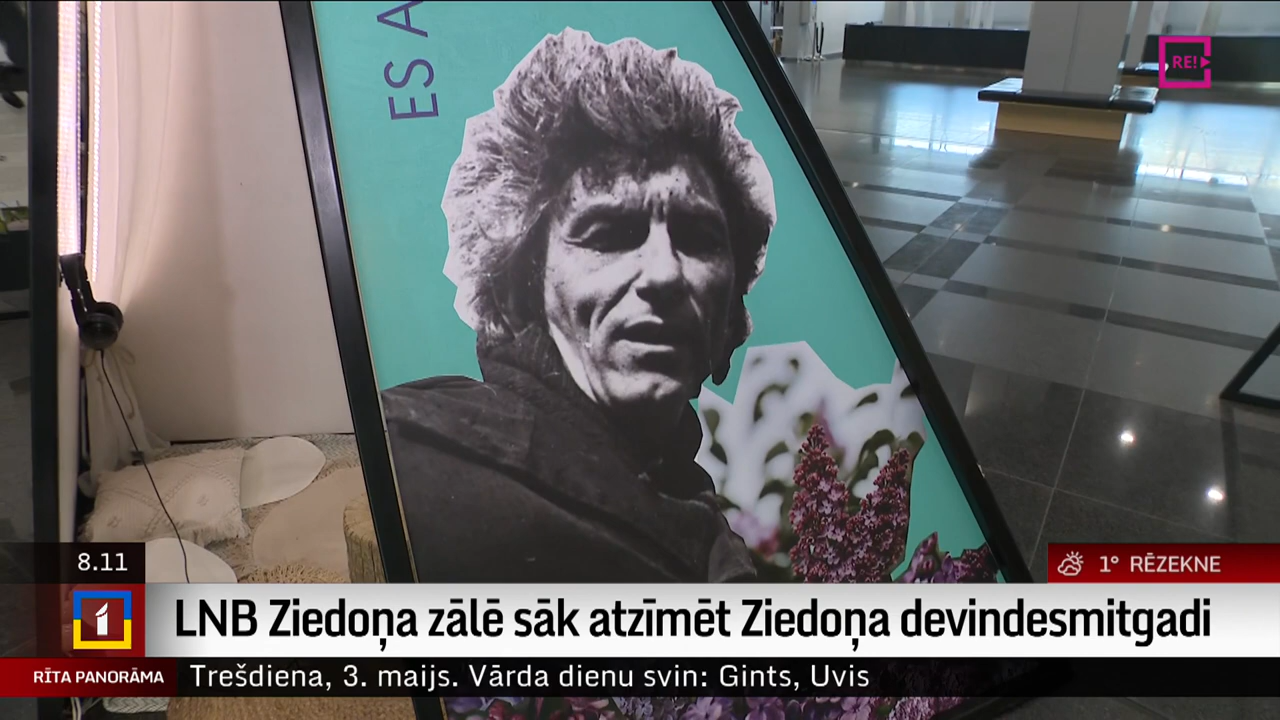 ES A
RE!
8.11
1° RĒZEKNE
1
LNB Ziedoņa zālē sāk atzīmēt Ziedoņa devindesmitgadi
RĪTA PANORĀMA
Trešdiena, 3. maijs. Vārda dienu svin: Gints, Uvis